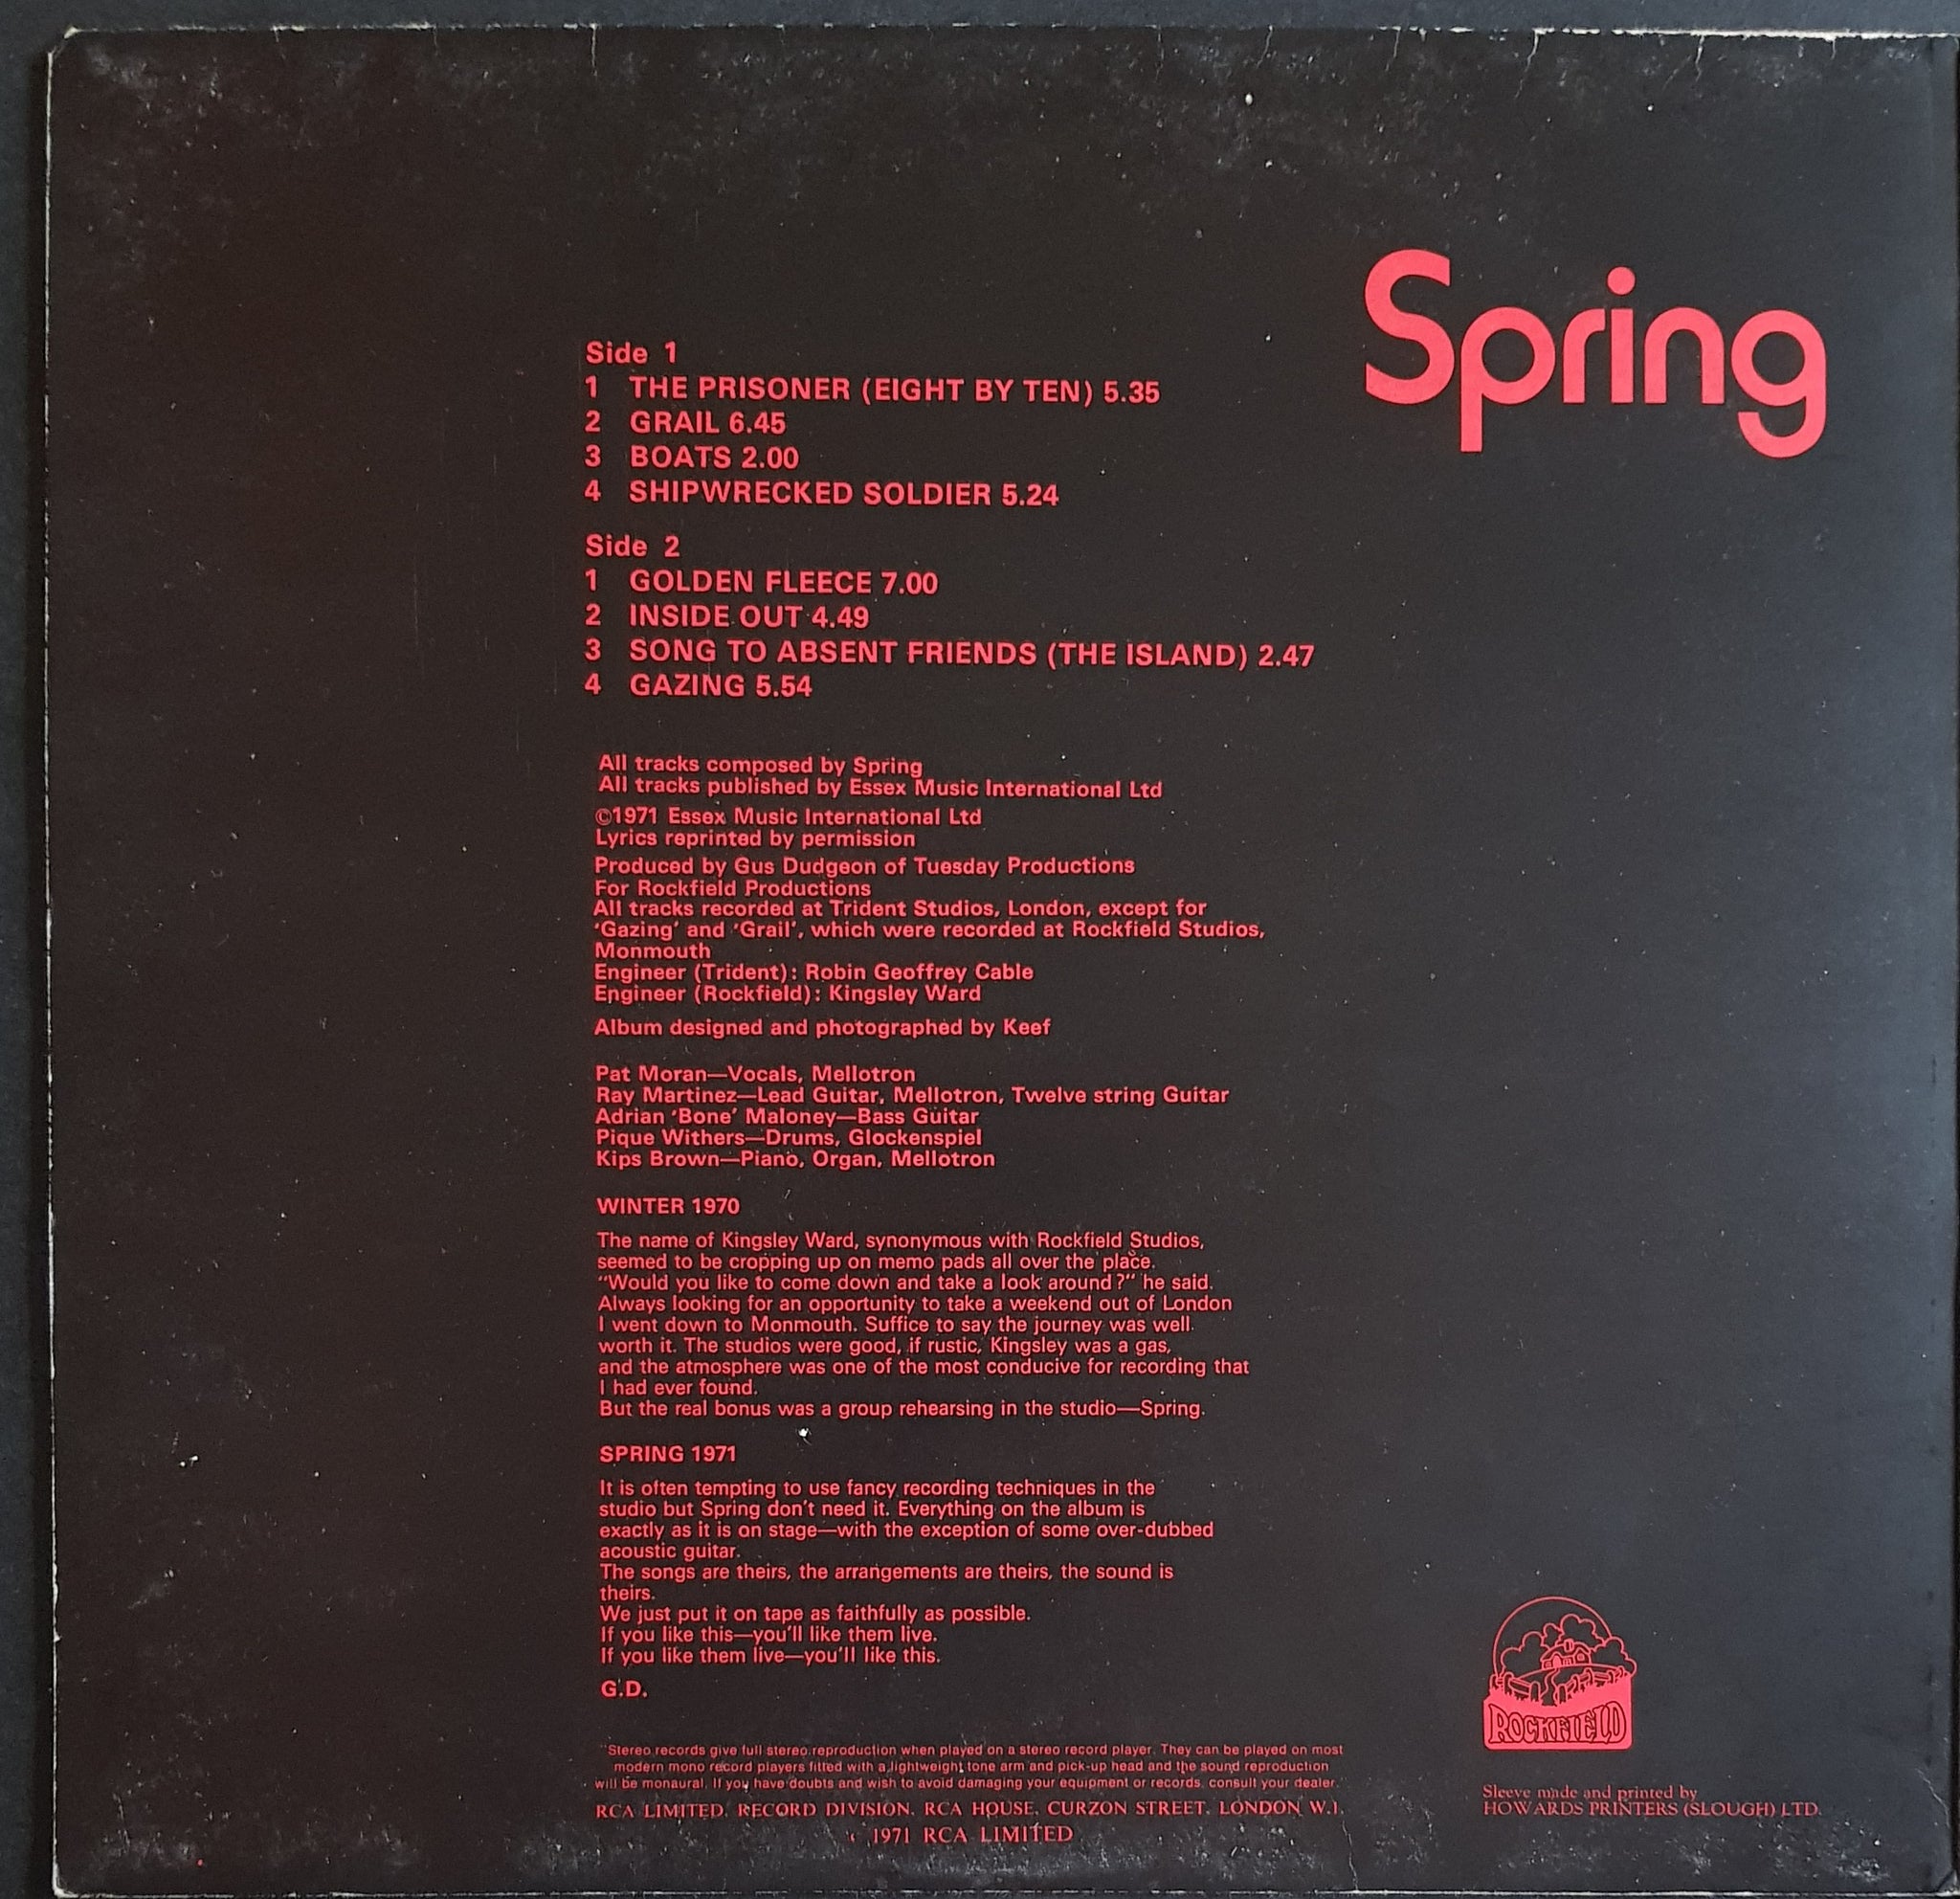 Spring
Side 1
1 THE PRISONER (EIGHT BY TEN) 5.35
2 GRAIL 6.45
3 BOATS 2.00
4 SHIPWRECKED SOLDIER 5.24
Side 2
1 GOLDEN FLEECE 7.00
2 INSIDE OUT 4.49
3 SONG TO ABSENT FRIENDS (THE ISLAND) 2.47
4 GAZING 5.54
All tracks composed by Spring
All tracks published by Essex Music International Ltd
©1971 Essex Music International Ltd
Lyrics reprinted by permission
Produced by Gus Dudgeon of Tuesday Productions
For Rockfield Productions
All tracks recorded at Trident Studios, London, except for
‘Gazing’ and ‘Grail’, which were recorded at Rockfield Studios,
Monmouth
Engineer (Trident): Robin Geoffrey Cable
Engineer (Rockfield): Kingsley Ward
Album designed and photographed by Keef
Pat Moran—Vocals, Mellotron
Ray Martinez—Lead Guitar, Mellotron, Twelve string Guitar
Adrian ‘Bone’ Maloney—Bass Guitar
Pique Withers—Drums, Glockenspiel
Kips Brown—Piano, Organ, Mellotron
WINTER 1970
The name of Kingsley Ward, synonymous with Rockfield Studios,
seemed to be cropping up on memo pads all over the place.
“Would you like to come down and take a look around?” he said.
Always looking for an opportunity to take a weekend out of London
I went down to Monmouth. Suffice to say the journey was well
worth it. The studios were good, if rustic, Kingsley was a gas,
and the atmosphere was one of the most conducive for recording that
I had ever found.
But the real bonus was a group rehearsing in the studio—Spring.
SPRING 1971
It is often tempting to use fancy recording techniques in the
studio but Spring don’t need it. Everything on the album is
exactly as it is on stage—with the exception of some over-dubbed
acoustic guitar.
The songs are theirs, the arrangements are theirs, the sound is
theirs.
We just put it on tape as faithfully as possible.
If you like this—you’ll like them live.
If you like them live—you’ll like this.
G.D.
"Stereo records give full stereo reproduction when played on a stereo record player. They can be played on most
modern mono record players fitted with a lightweight tone arm and pick-up head and the sound reproduction
will be monaural. If you have doubts and wish to avoid damaging your equipment or records, consult your dealer."
RCA LIMITED, RECORD DIVISION, RCA HOUSE, CURZON STREET, LONDON W.1.
© 1971 RCA LIMITED
ROCKFIELD
Sleeve made and printed by
HOWARDS PRINTERS (SLOUGH) LTD.